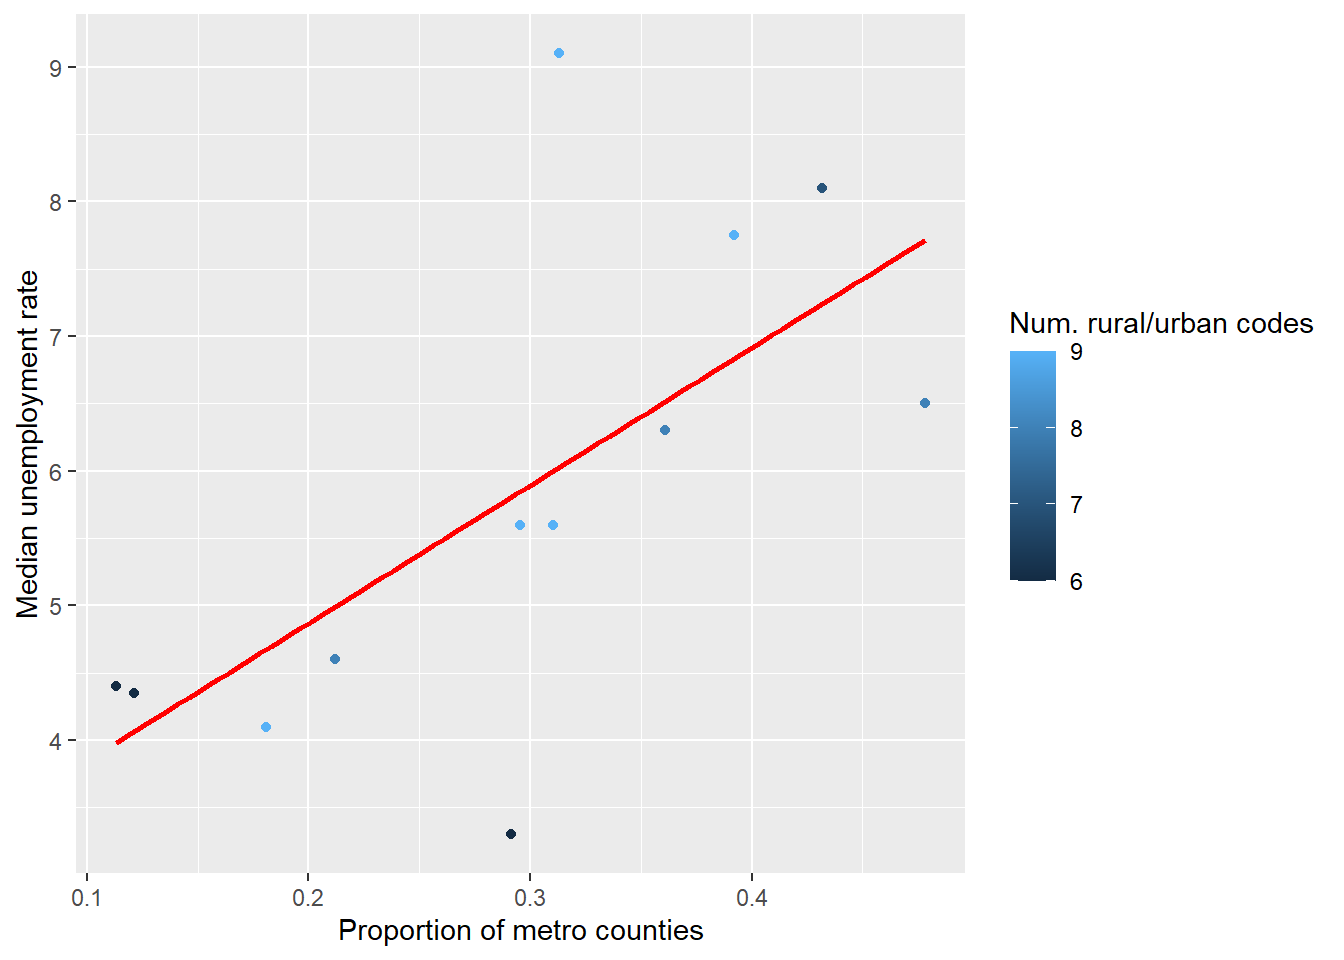 9
8
7
6
5
4
Median unemployment rate
0.1 0.2 0.3 0.4
Proportion of metro counties
Num. rural/urban codes
9
8
7
6